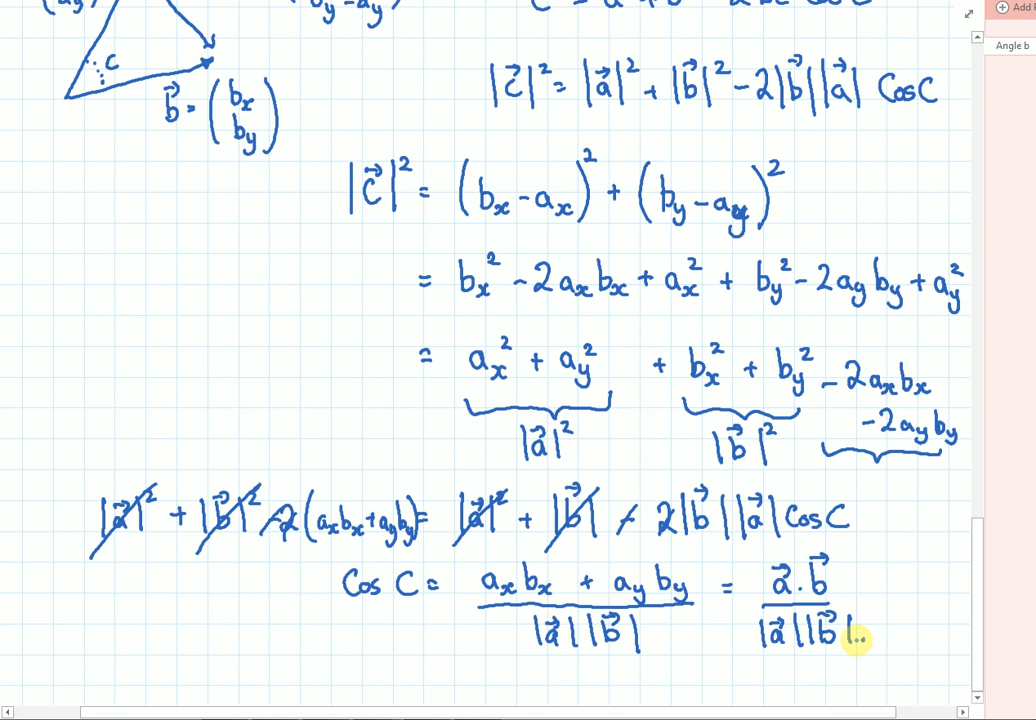 C
b⃗ = (bx
by)
|c⃗|² = |a⃗|² + |b⃗|² - 2|b⃗||a⃗| Cos C
|c⃗|² = (bx - ax)² + (by - ay)²
= bx² - 2axbx + ax² + by² - 2ayby + ay²
= ax² + ay² + bx² + by² - 2axbx
- 2ayby
|a⃗|² |b⃗|²
|a⃗|² + |b⃗|² - 2(axbx + ayby) = |a⃗|² + |b⃗| - 2|b⃗||a⃗| Cos C
Cos C = axbx + ayby / |a⃗||b⃗| = a⃗.b⃗ / |a⃗||b⃗|..
Add
Angle b